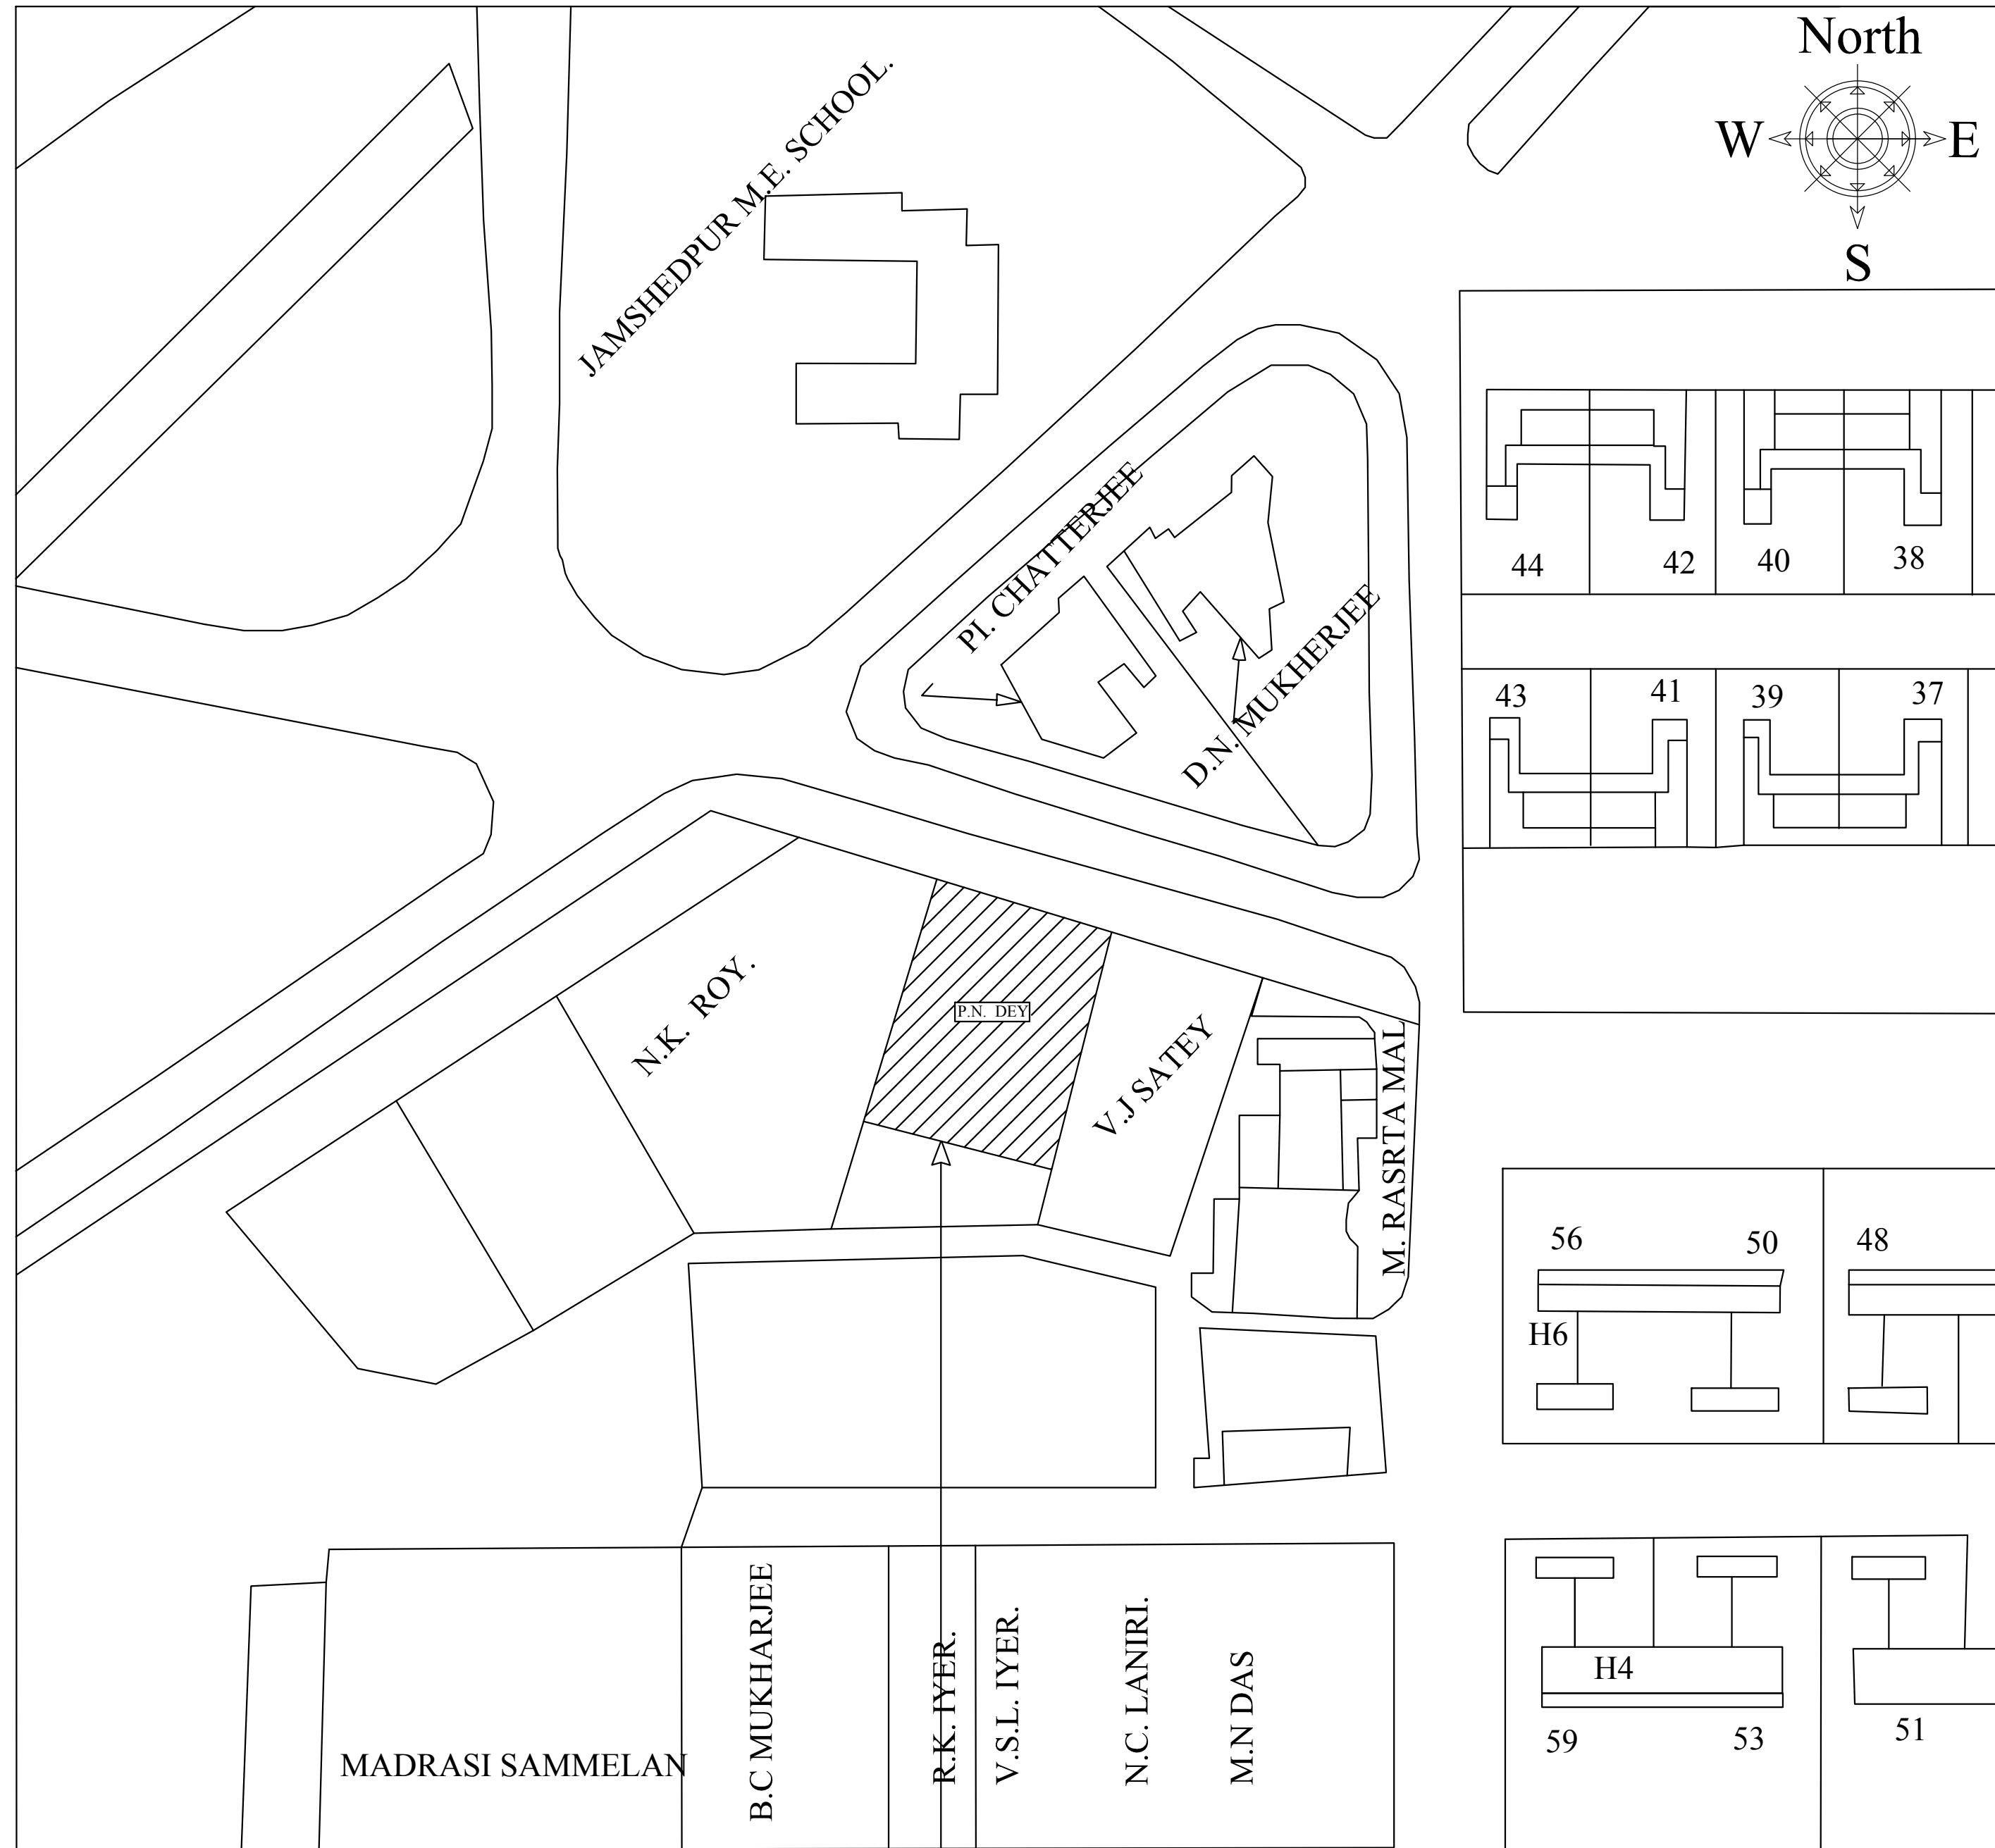 North
W
E
S
JAMSHEDPUR M.E. SCHOOL.
PI. CHATTERJEE
D.N. MUKHERJEE
44
42
40
38
43
41
39
37
N.K. ROY.
P.N. DEY
V.J SATEY
M. RASRTA MAL
56
50
48
H6
B.C MUKHARJEE
R.K. IYER.
V.S.L. IYER.
N.C. LANIRI.
M.N DAS
MADRASI SAMMELAN
H4
59
53
51